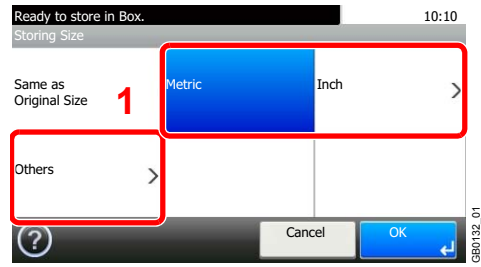 Ready to store in Box. 10:10
Storing Size
Same as
Original Size
1
Metric
Inch
Others
?
Cancel
OK
GB0132_01